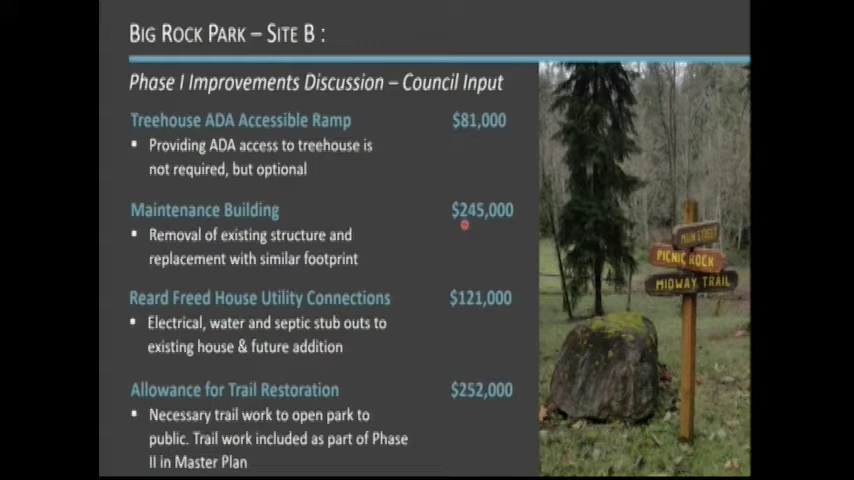 BIG ROCK PARK – SITE B :
Phase I Improvements Discussion – Council Input
Treehouse ADA Accessible Ramp $81,000
▪ Providing ADA access to treehouse is
not required, but optional
Maintenance Building $245,000
▪ Removal of existing structure and
replacement with similar footprint
Reard Freed House Utility Connections $121,000
▪ Electrical, water and septic stub outs to
existing house & future addition
Allowance for Trail Restoration $252,000
▪ Necessary trail work to open park to
public. Trail work included as part of Phase
II in Master Plan
MAIN STREET
PICNIC ROCK
MIDWAY TRAIL